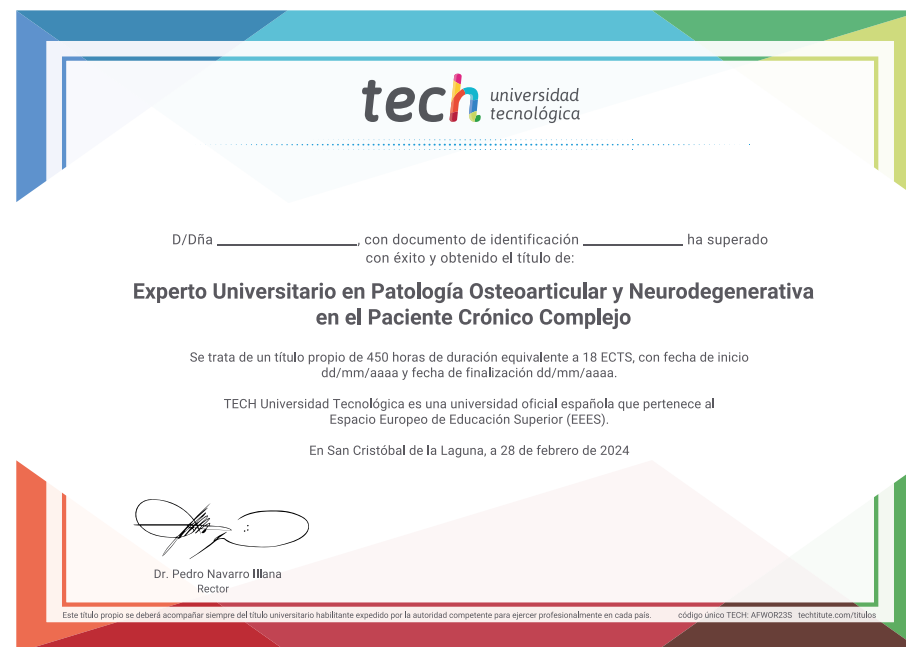 tech universidad
tecnológica
D/Dña ____________________, con documento de identificación ______________ ha superado
con éxito y obtenido el título de:
Experto Universitario en Patología Osteoarticular y Neurodegenerativa
en el Paciente Crónico Complejo
Se trata de un título propio de 450 horas de duración equivalente a 18 ECTS, con fecha de inicio
dd/mm/aaaa y fecha de finalización dd/mm/aaaa.
TECH Universidad Tecnológica es una universidad oficial española que pertenece al
Espacio Europeo de Educación Superior (EEES).
En San Cristóbal de la Laguna, a 28 de febrero de 2024
Dr. Pedro Navarro Illana
Rector
Este título propio se deberá acompañar siempre del título universitario habilitante expedido por la autoridad competente para ejercer profesionalmente en cada país. código único TECH: AFWOR23S techtitute.com/titulos